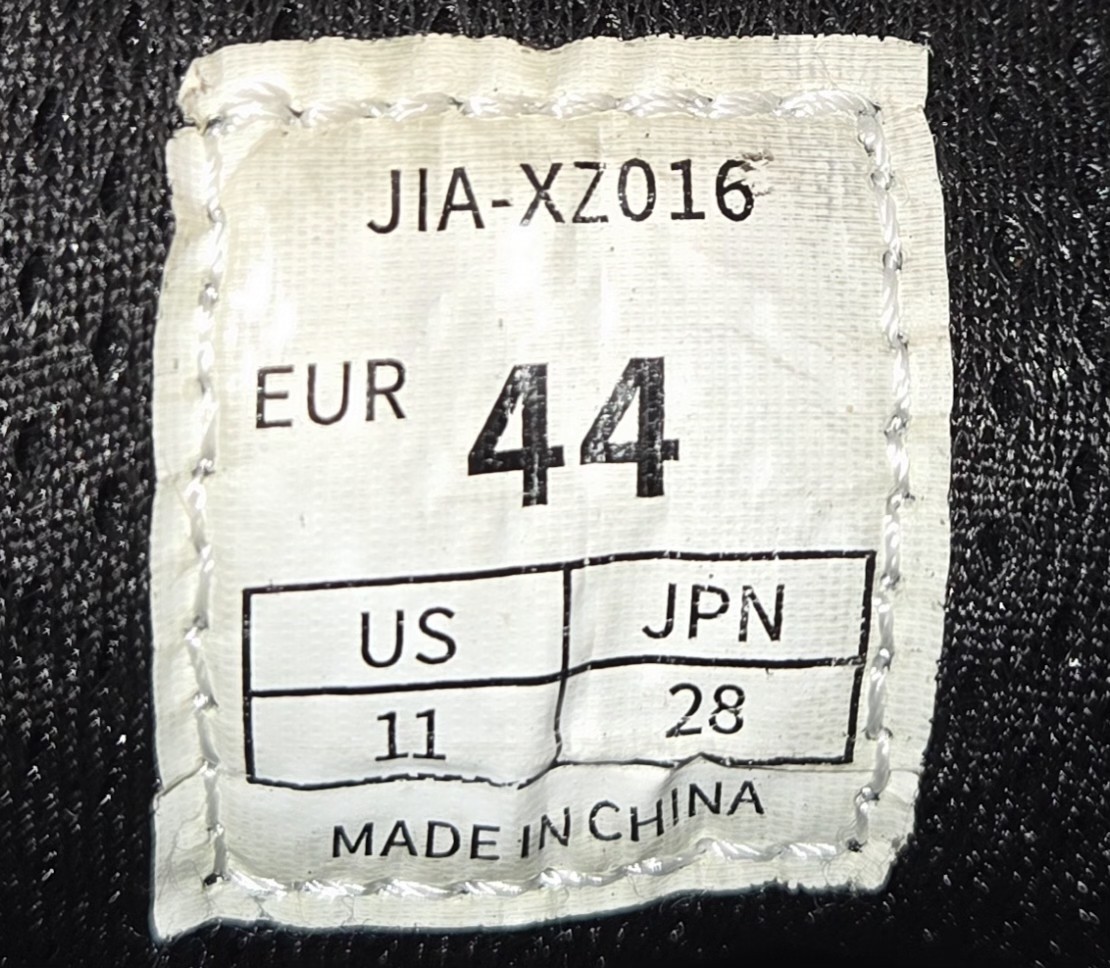 JIA-XZ016
EUR 44
US JPN
11 28
MADE IN CHINA